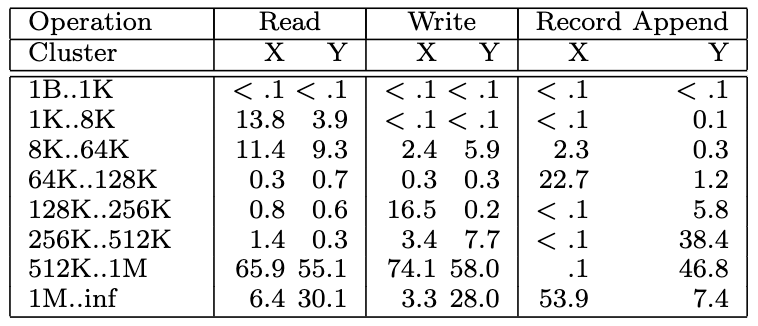 Operation Read Write Record Append
Cluster X Y X Y X Y
1B..1K < .1 < .1 < .1 < .1 < .1 < .1
1K..8K 13.8 3.9 < .1 < .1 < .1 0.1
8K..64K 11.4 9.3 2.4 5.9 2.3 0.3
64K..128K 0.3 0.7 0.3 0.3 22.7 1.2
128K..256K 0.8 0.6 16.5 0.2 < .1 5.8
256K..512K 1.4 0.3 3.4 7.7 < .1 38.4
512K..1M 65.9 55.1 74.1 58.0 .1 46.8
1M..inf 6.4 30.1 3.3 28.0 53.9 7.4